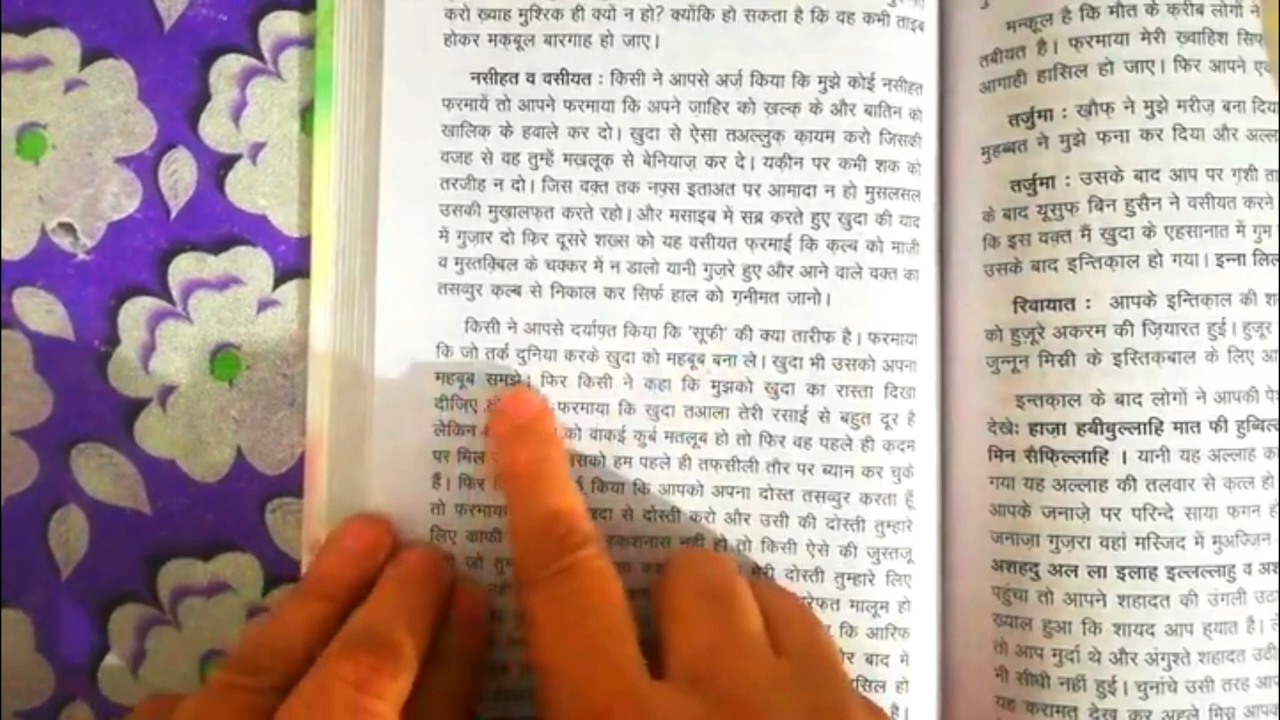 करो ख़्वाह मुश्रिक ही क्यों न हो? क्योंकि हो सकता है कि वह कभी ताइब
होकर मक़बूल बारगाह हो जाए।
नसीहत व वसीयत : किसी ने आपसे अर्ज़ किया कि मुझे कोई नसीहत
फ़रमायें तो आपने फ़रमाया कि अपने ज़ाहिर को ख़ल्क़ के और बातिन को
ख़ालिक़ के हवाले कर दो। ख़ुदा से ऐसा तअल्लुक़ क़ायम करो जिसकी
वजह से वह तुम्हें मख़लूक़ से बेनियाज़ कर दे। यक़ीन पर कभी शक को
तरजीह न दो। जिस वक़्त तक नफ़्स इताअत पर आमादा न हो मुसलसल
उसकी मुख़ालफ़त करते रहो। और मसाइब में सब्र करते हुए ख़ुदा की याद
में गुज़ार दो फिर दूसरे शख़्स को यह वसीयत फ़रमाई कि क़ल्ब को माज़ी
व मुस्तक़्बिल के चक्कर में न डालो यानी गुज़रे हुए और आने वाले वक़्त का
तसव्वुर क़ल्ब से निकाल कर सिर्फ़ हाल को ग़नीमत जानो।
किसी ने आपसे दर्याफ़्त किया कि 'सूफ़ी' की क्या तारीफ़ है। फ़रमाया
कि जो तर्क दुनिया करके ख़ुदा को महबूब बना ले। ख़ुदा भी उसको अपना
महबूब समझे। फिर किसी ने कहा कि मुझको ख़ुदा का रास्ता दिखा
दीजिए फ़रमाया कि ख़ुदा तआला तेरी रसाई से बहुत दूर है
लेकिन को वाक़ई क़ुर्ब मतलूब हो तो फिर वह पहले ही क़दम
पर मिल हम पहले ही तफ़सीली तौर पर ब्यान कर चुके
हैं। फिर किया कि आपको अपना दोस्त तसव्वुर करता हूँ
तो फ़रमाया से दोस्ती करो और उसी की दोस्ती तुम्हारे
लिए काफ़ी हकशनास नहीं हो तो किसी ऐसे की जुस्तजू
जो मेरी दोस्ती तुम्हारे लिए
मालूम हो
कि आरिफ़
बाद में
हो
है।
मन्क़ूल है कि मौत के क़रीब लोगों ने
तबीयत है। फ़रमाया मेरी ख़्वाहिश सिर्फ़
आगाही हासिल हो जाए। फिर आपने
तर्जुमा : ख़ौफ़ ने मुझे मरीज़ बना दिया
मुहब्बत ने मुझे फ़ना कर दिया और
तर्जुमा : उसके बाद आप पर ग़शी
के बाद यूसुफ़ बिन हुसैन ने वसीयत करने
कि इस वक़्त मैं ख़ुदा के एहसानात में गुम
उसके बाद इन्तिक़ाल हो गया। इन्ना
रिवायात : आपके इन्तिक़ाल की
को हुज़ूरे अकरम की ज़ियारत हुई। हुज़ूर
ज़ुन्नून मिस्री के इस्तिक़बाल के लिए
इन्तक़ाल के बाद लोगों ने आपकी
देखे: हाज़ा हबीबुल्लाहि मात फ़ी
मिन सैफ़िल्लाहि । यानी यह अल्लाह
गया यह अल्लाह की तलवार से क़त्ल
आपके जनाज़े पर परिन्दे साया फ़गन
जनाज़ा गुज़रा वहां मस्जिद में मुअज़्ज़िन
अशहदु अल ला इलाह इल्लल्लाहु व
पहुंचा तो आपने शहादत की उंगली
ख़्याल हुआ कि शायद आप हयात हैं।
तो आप मुर्दा थे और अंगुश्ते शहादत
भी सीधी नहीं हुई। चुनांचे उसी तरह
यह करामत देख कर अहले मिस्र